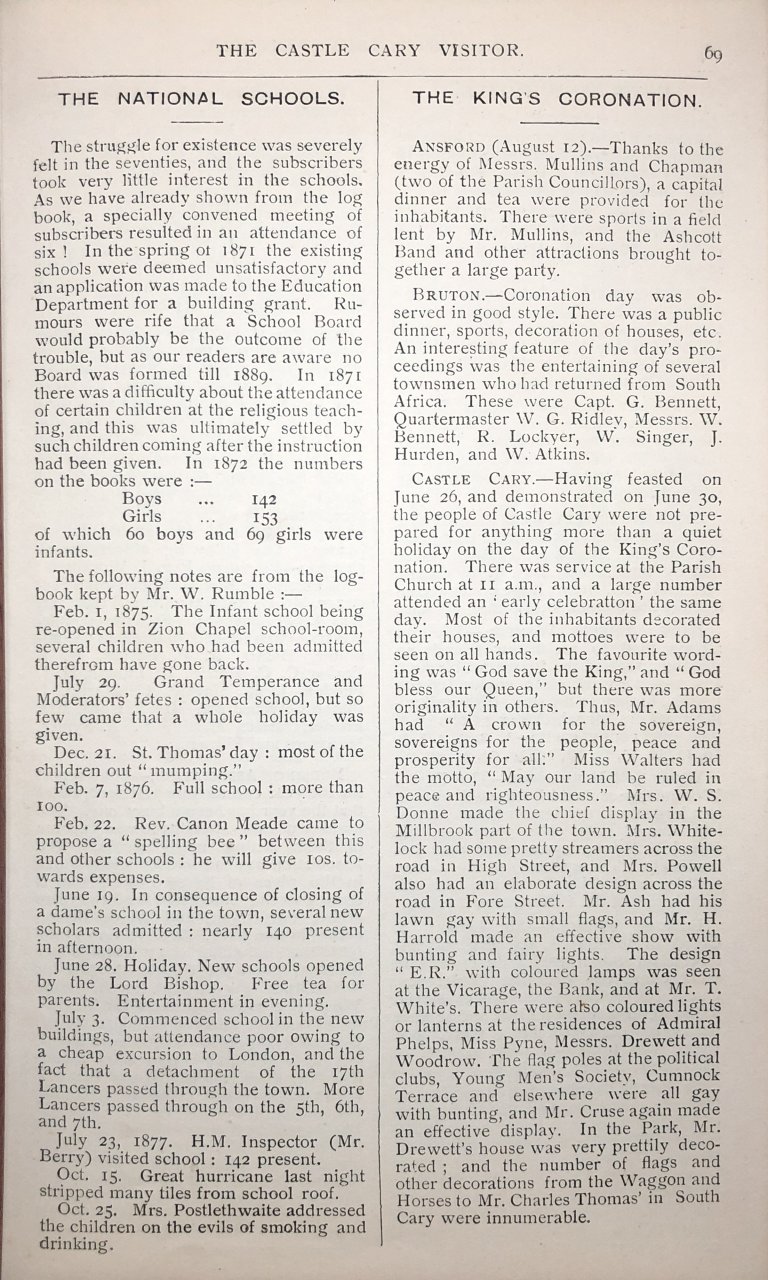 THE CASTLE CARY VISITOR. 69
THE NATIONAL SCHOOLS.
The struggle for existence was severely
felt in the seventies, and the subscribers
took very little interest in the schools.
As we have already shown from the log
book, a specially convened meeting of
subscribers resulted in an attendance of
six ! In the spring ot 1871 the existing
schools were deemed unsatisfactory and
an application was made to the Education
Department for a building grant. Ru-
mours were rife that a School Board
would probably be the outcome of the
trouble, but as our readers are aware no
Board was formed till 1889. In 1871
there was a difficulty about the attendance
of certain children at the religious teach-
ing, and this was ultimately settled by
such children coming after the instruction
had been given. In 1872 the numbers
on the books were :—
Boys ... 142
Girls ... 153
of which 60 boys and 69 girls were
infants.
The following notes are from the log-
book kept by Mr. W. Rumble :—
Feb. 1, 1875. The Infant school being
re-opened in Zion Chapel school-room,
several children who had been admitted
therefrom have gone back.
July 29. Grand Temperance and
Moderators' fetes : opened school, but so
few came that a whole holiday was
given.
Dec. 21. St. Thomas' day : most of the
children out "mumping."
Feb. 7, 1876. Full school : more than
100.
Feb. 22. Rev. Canon Meade came to
propose a "spelling bee" between this
and other schools : he will give 10s. to-
wards expenses.
June 19. In consequence of closing of
a dame's school in the town, several new
scholars admitted : nearly 140 present
in afternoon.
June 28. Holiday. New schools opened
by the Lord Bishop. Free tea for
parents. Entertainment in evening.
July 3. Commenced school in the new
buildings, but attendance poor owing to
a cheap excursion to London, and the
fact that a detachment of the 17th
Lancers passed through the town. More
Lancers passed through on the 5th, 6th,
and 7th.
July 23, 1877. H.M. Inspector (Mr.
Berry) visited school : 142 present.
Oct. 15. Great hurricane last night
stripped many tiles from school roof.
Oct. 25. Mrs. Postlethwaite addressed
the children on the evils of smoking and
drinking.
THE KING'S CORONATION.
ANSFORD (August 12).—Thanks to the
energy of Messrs. Mullins and Chapman
(two of the Parish Councillors), a capital
dinner and tea were provided for the
inhabitants. There were sports in a field
lent by Mr. Mullins, and the Ashcott
Band and other attractions brought to-
gether a large party.
BRUTON.—Coronation day was ob-
served in good style. There was a public
dinner, sports, decoration of houses, etc.
An interesting feature of the day's pro-
ceedings was the entertaining of several
townsmen who had returned from South
Africa. These were Capt. G. Bennett,
Quartermaster W. G. Ridley, Messrs. W.
Bennett, R. Lockyer, W. Singer, J.
Hurden, and W. Atkins.
CASTLE CARY.—Having feasted on
June 26, and demonstrated on June 30,
the people of Castle Cary were not pre-
pared for anything more than a quiet
holiday on the day of the King's Coro-
nation. There was service at the Parish
Church at 11 a.m., and a large number
attended an ' early celebratton ' the same
day. Most of the inhabitants decorated
their houses, and mottoes were to be
seen on all hands. The favourite word-
ing was "God save the King," and "God
bless our Queen," but there was more
originality in others. Thus, Mr. Adams
had "A crown for the sovereign,
sovereigns for the people, peace and
prosperity for all." Miss Walters had
the motto, "May our land be ruled in
peace and righteousness." Mrs. W. S.
Donne made the chief display in the
Millbrook part of the town. Mrs. White-
lock had some pretty streamers across the
road in High Street, and Mrs. Powell
also had an elaborate design across the
road in Fore Street. Mr. Ash had his
lawn gay with small flags, and Mr. H.
Harrold made an effective show with
bunting and fairy lights. The design
"E.R." with coloured lamps was seen
at the Vicarage, the Bank, and at Mr. T.
White's. There were also coloured lights
or lanterns at the residences of Admiral
Phelps, Miss Pyne, Messrs. Drewett and
Woodrow. The flag poles at the political
clubs, Young Men's Society, Cumnock
Terrace and elsewhere were all gay
with bunting, and Mr. Cruse again made
an effective display. In the Park, Mr.
Drewett's house was very prettily deco-
rated ; and the number of flags and
other decorations from the Waggon and
Horses to Mr. Charles Thomas' in South
Cary were innumerable.